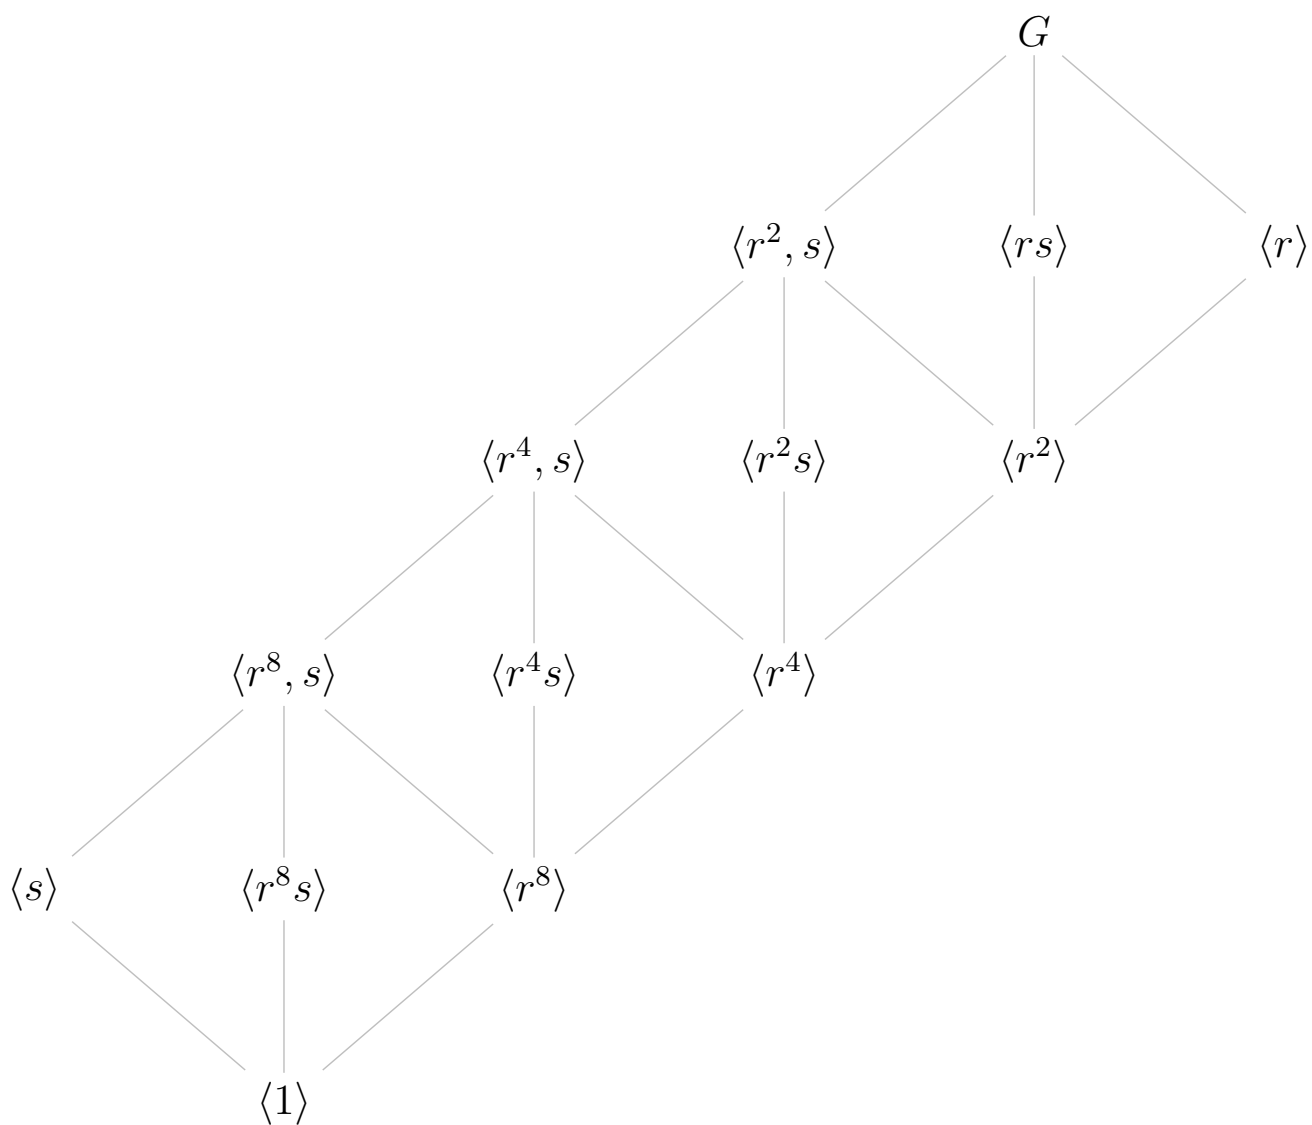 G
⟨r², s⟩ ⟨rs⟩ ⟨r⟩
⟨r⁴, s⟩ ⟨r²s⟩ ⟨r²⟩
⟨r⁸, s⟩ ⟨r⁴s⟩ ⟨r⁴⟩
⟨s⟩ ⟨r⁸s⟩ ⟨r⁸⟩
⟨1⟩